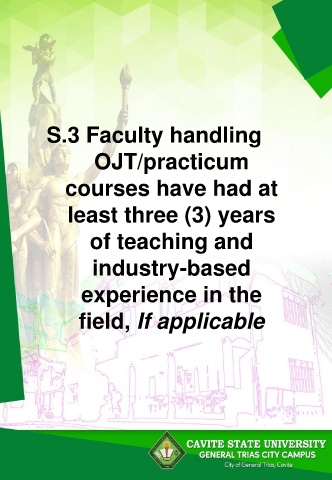 S.3 Faculty handling
OJT/practicum
courses have had at
least three (3) years
of teaching and
industry-based
experience in the
field, If applicable
CAVITE STATE UNIVERSITY
GENERAL TRIAS CITY CAMPUS
City of General Trias, Cavite